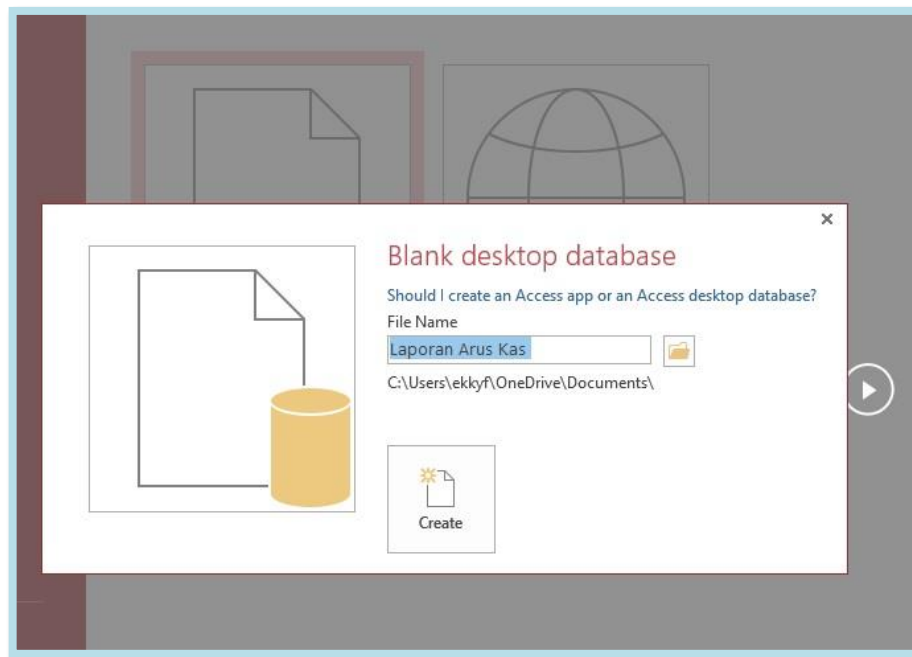 Blank desktop database
Should I create an Access app or an Access desktop database?
File Name
Laporan Arus Kas
C:\Users\ekkyf\OneDrive\Documents\
Create